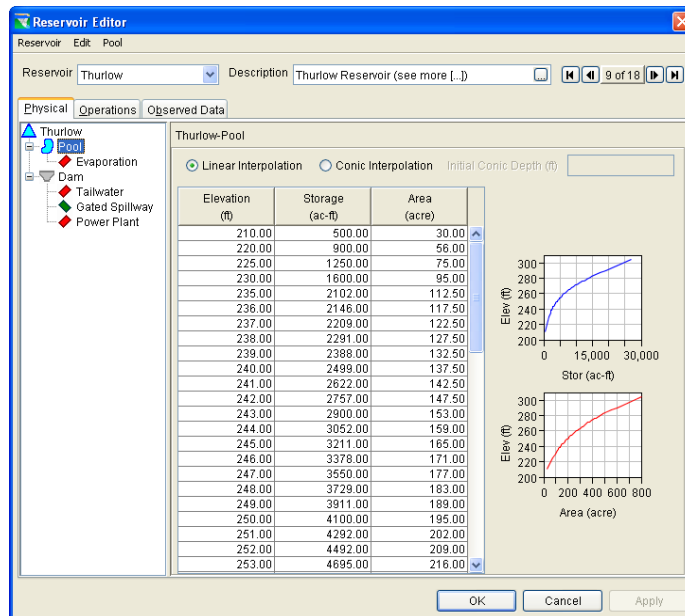 Reservoir Editor
Reservoir Edit Pool
Reservoir Thurlow Description Thurlow Reservoir (see more [...]) ... 9 of 18
Physical Operations Observed Data
Thurlow
Pool
Evaporation
Dam
Tailwater
Gated Spillway
Power Plant
Thurlow-Pool
Linear Interpolation Conic Interpolation Initial Conic Depth (ft)
Elevation Storage Area
(ft) (ac-ft) (acre)
210.00 500.00 30.00
220.00 900.00 56.00
225.00 1250.00 75.00
230.00 1600.00 95.00
235.00 2102.00 112.50
236.00 2146.00 117.50
237.00 2209.00 122.50
238.00 2291.00 127.50
239.00 2388.00 132.50
240.00 2499.00 137.50
241.00 2622.00 142.50
242.00 2757.00 147.50
243.00 2900.00 153.00
244.00 3052.00 159.00
245.00 3211.00 165.00
246.00 3378.00 171.00
247.00 3550.00 177.00
248.00 3729.00 183.00
249.00 3911.00 189.00
250.00 4100.00 195.00
251.00 4292.00 202.00
252.00 4492.00 209.00
253.00 4695.00 216.00
Elev (ft)
300
280
260
240
220
200
0 15,000 30,000
Stor (ac-ft)
Elev (ft)
300
280
260
240
220
200
0 200 400 600 800
Area (acre)
OK Cancel Apply